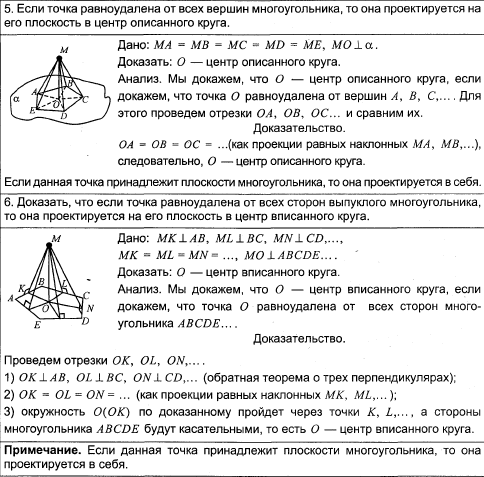 5. Если точка равноудалена от всех вершин многоугольника, то она проектируется на
его плоскость в центр описанного круга.
M
B
A
C
O
α
E
D
Дано: MA = MB = MC = MD = ME, MO⊥α.
Доказать: O — центр описанного круга.
Анализ. Мы докажем, что O — центр описанного круга, если
докажем, что точка O равноудалена от вершин A, B, C,… . Для
этого проведем отрезки OA, OB, OC… и сравним их.
Доказательство.
OA = OB = OC = …(как проекции равных наклонных MA, MB,…),
следовательно, O — центр описанного круга.
Если данная точка принадлежит плоскости многоугольника, то она проектируется в себя.
6. Доказать, что если точка равноудалена от всех сторон выпуклого многоугольника,
то она проектируется на его плоскость в центр вписанного круга.
M
K
B
L
A
C
O
N
E
D
Дано: MK⊥AB, ML⊥BC, MN⊥CD,…,
MK = ML = MN = …, MO⊥ABCDE… .
Доказать: O — центр вписанного круга.
Анализ. Мы докажем, что O — центр вписанного круга, если
докажем, что точка O равноудалена от всех сторон много-
угольника ABCDE… .
Доказательство.
Проведем отрезки OK, OL, ON,… .
1) OK⊥AB, OL⊥BC, ON⊥CD,… (обратная теорема о трех перпендикулярах);
2) OK = OL = ON = … (как проекции равных наклонных MK, ML,…);
3) окружность O(OK) по доказанному пройдет через точки K, L,…, а стороны
многоугольника ABCDE будут касательными, то есть O — центр вписанного круга.
Примечание. Если данная точка принадлежит плоскости многоугольника, то она
проектируется в себя.